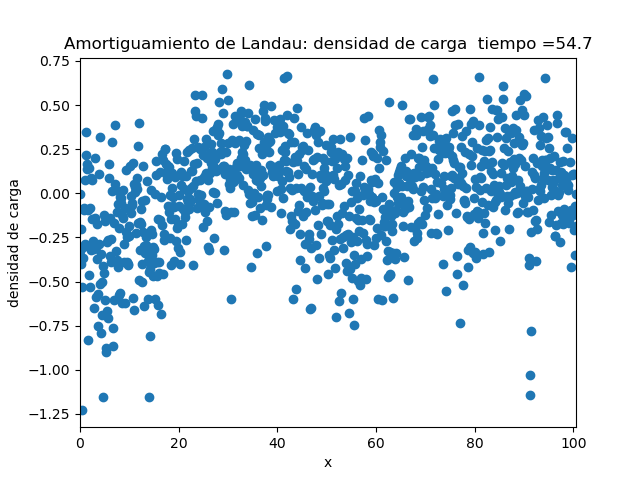 Amortiguamiento de Landau: densidad de carga  tiempo =54.7
densidad de carga
0.75
0.50
0.25
0.00
−0.25
−0.50
−0.75
−1.00
−1.25
0 20 40 60 80 100
x